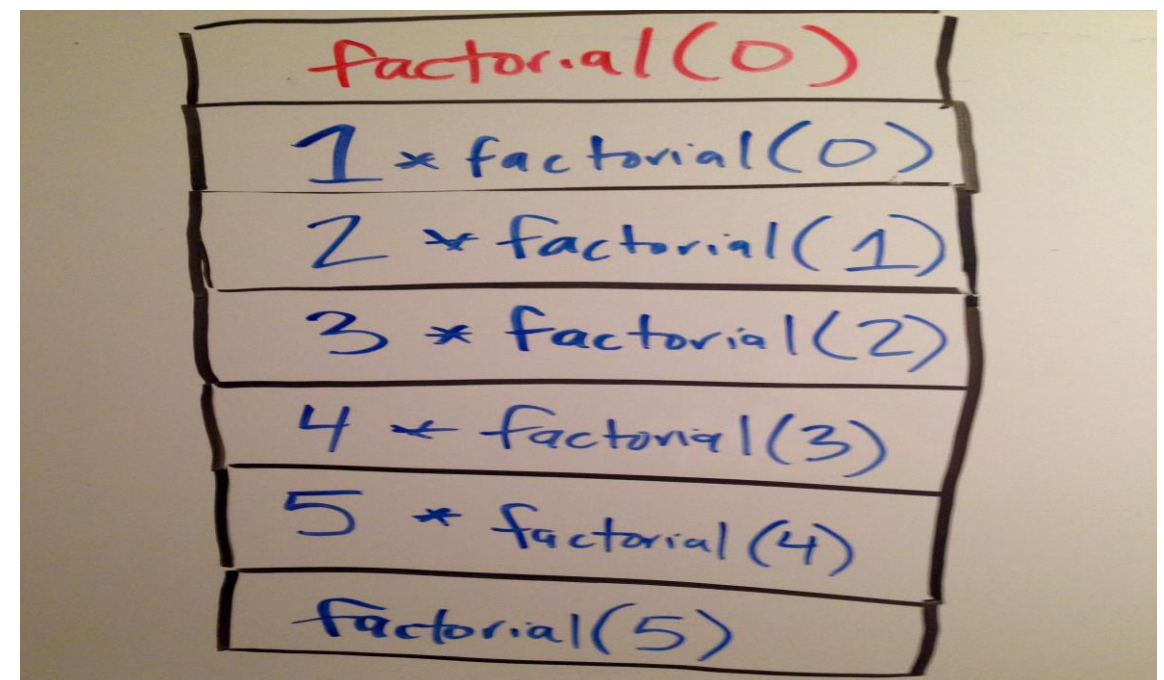 factorial(0)
1 * factorial(0)
2 * factorial(1)
3 * factorial(2)
4 * factorial(3)
5 * factorial(4)
factorial(5)